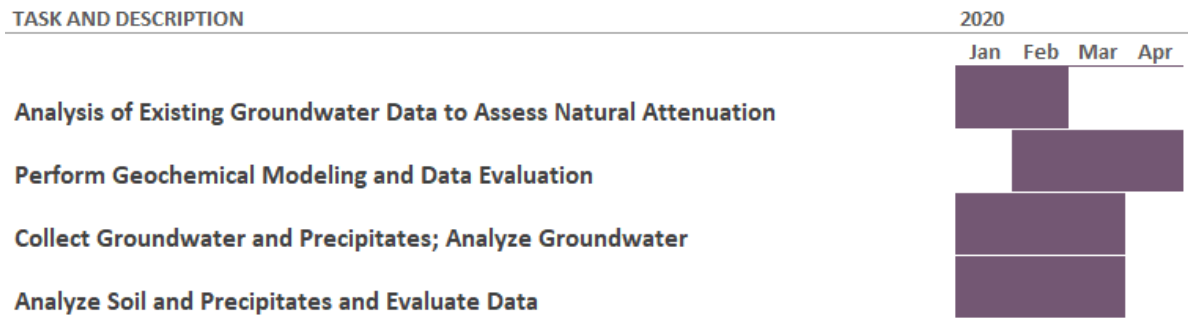 TASK AND DESCRIPTION 2020
Jan Feb Mar Apr
Analysis of Existing Groundwater Data to Assess Natural Attenuation
Perform Geochemical Modeling and Data Evaluation
Collect Groundwater and Precipitates; Analyze Groundwater
Analyze Soil and Precipitates and Evaluate Data